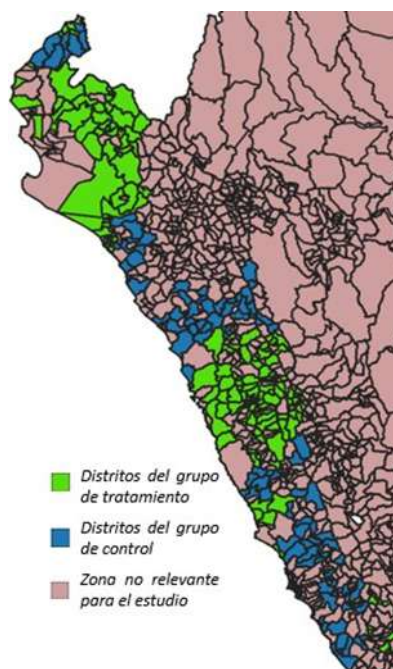 Distritos del grupo
de tratamiento
Distritos del grupo
de control
Zona no relevante
para el estudio